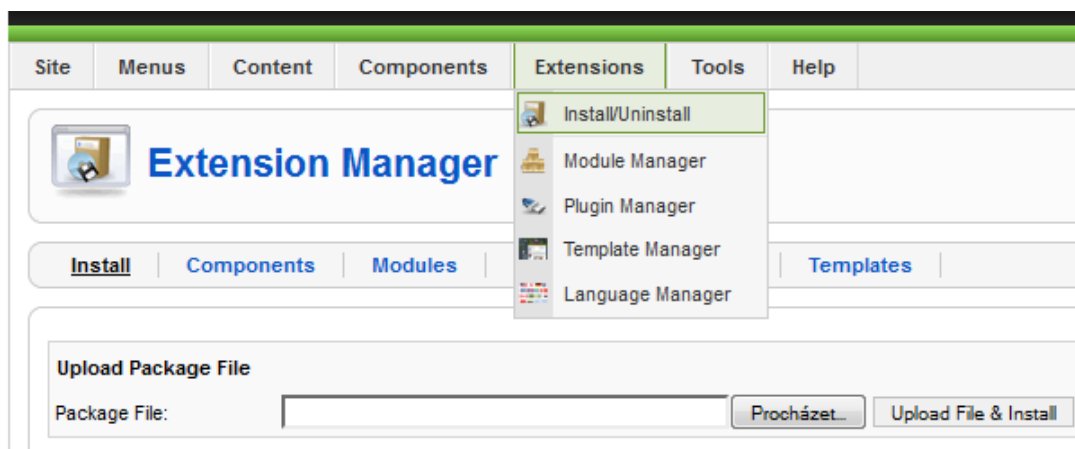 Site Menus Content Components Extensions Tools Help
Install/Uninstall
Extension Manager
Module Manager
Plugin Manager
Template Manager
Language Manager
Install Components Modules Templates
Upload Package File
Package File: Procházet... Upload File & Install